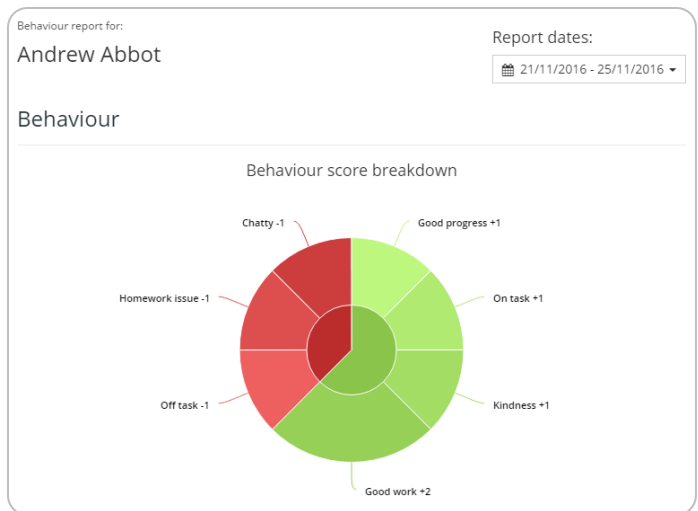 Behaviour report for:
Andrew Abbot
Report dates:
21/11/2016 - 25/11/2016
Behaviour
Behaviour score breakdown
Chatty -1
Good progress +1
Homework issue -1
On task +1
Off task -1
Kindness +1
Good work +2